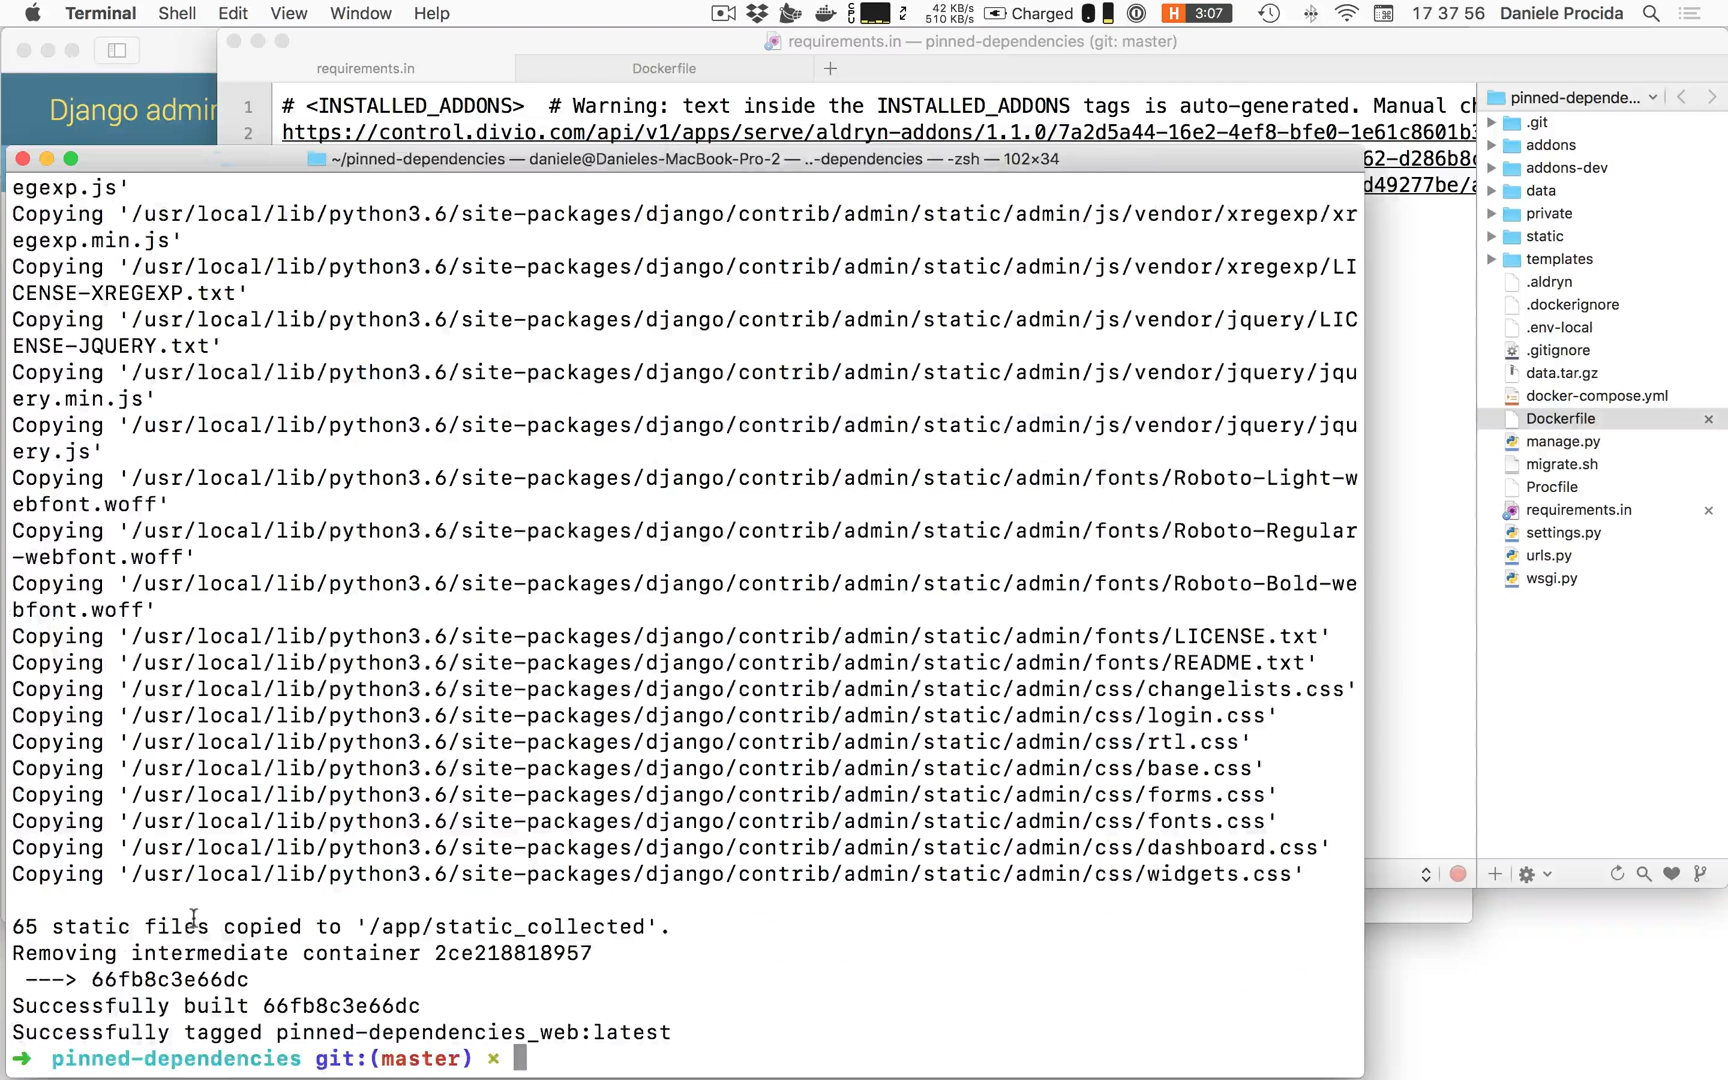 Terminal Shell Edit View Window Help 42 KB/s 510 KB/s Charged H 3:07 17 37 56 Daniele Procida
requirements.in — pinned-dependencies (git: master)
requirements.in Dockerfile +
Django admin
1 # <INSTALLED_ADDONS> # Warning: text inside the INSTALLED_ADDONS tags is auto-generated. Manual ch
2 https://control.divio.com/api/v1/apps/serve/aldryn-addons/1.1.0/7a2d5a44-16e2-4ef8-bfe0-1e61c8601b3
62-d286b8c
d49277be/a
~/pinned-dependencies — daniele@Danieles-MacBook-Pro-2 — ..-dependencies — -zsh — 102×34
egexp.js'
Copying '/usr/local/lib/python3.6/site-packages/django/contrib/admin/static/admin/js/vendor/xregexp/xr
egexp.min.js'
Copying '/usr/local/lib/python3.6/site-packages/django/contrib/admin/static/admin/js/vendor/xregexp/LI
CENSE-XREGEXP.txt'
Copying '/usr/local/lib/python3.6/site-packages/django/contrib/admin/static/admin/js/vendor/jquery/LIC
ENSE-JQUERY.txt'
Copying '/usr/local/lib/python3.6/site-packages/django/contrib/admin/static/admin/js/vendor/jquery/jqu
ery.min.js'
Copying '/usr/local/lib/python3.6/site-packages/django/contrib/admin/static/admin/js/vendor/jquery/jqu
ery.js'
Copying '/usr/local/lib/python3.6/site-packages/django/contrib/admin/static/admin/fonts/Roboto-Light-w
ebfont.woff'
Copying '/usr/local/lib/python3.6/site-packages/django/contrib/admin/static/admin/fonts/Roboto-Regular
-webfont.woff'
Copying '/usr/local/lib/python3.6/site-packages/django/contrib/admin/static/admin/fonts/Roboto-Bold-we
bfont.woff'
Copying '/usr/local/lib/python3.6/site-packages/django/contrib/admin/static/admin/fonts/LICENSE.txt'
Copying '/usr/local/lib/python3.6/site-packages/django/contrib/admin/static/admin/fonts/README.txt'
Copying '/usr/local/lib/python3.6/site-packages/django/contrib/admin/static/admin/css/changelists.css'
Copying '/usr/local/lib/python3.6/site-packages/django/contrib/admin/static/admin/css/login.css'
Copying '/usr/local/lib/python3.6/site-packages/django/contrib/admin/static/admin/css/rtl.css'
Copying '/usr/local/lib/python3.6/site-packages/django/contrib/admin/static/admin/css/base.css'
Copying '/usr/local/lib/python3.6/site-packages/django/contrib/admin/static/admin/css/forms.css'
Copying '/usr/local/lib/python3.6/site-packages/django/contrib/admin/static/admin/css/fonts.css'
Copying '/usr/local/lib/python3.6/site-packages/django/contrib/admin/static/admin/css/dashboard.css'
Copying '/usr/local/lib/python3.6/site-packages/django/contrib/admin/static/admin/css/widgets.css'
65 static files copied to '/app/static_collected'.
Removing intermediate container 2ce218818957
---> 66fb8c3e66dc
Successfully built 66fb8c3e66dc
Successfully tagged pinned-dependencies_web:latest
➜ pinned-dependencies git:(master) ×
pinned-depende...
.git
addons
addons-dev
data
private
static
templates
.aldryn
.dockerignore
.env-local
.gitignore
data.tar.gz
docker-compose.yml
Dockerfile
manage.py
migrate.sh
Procfile
requirements.in
settings.py
urls.py
wsgi.py